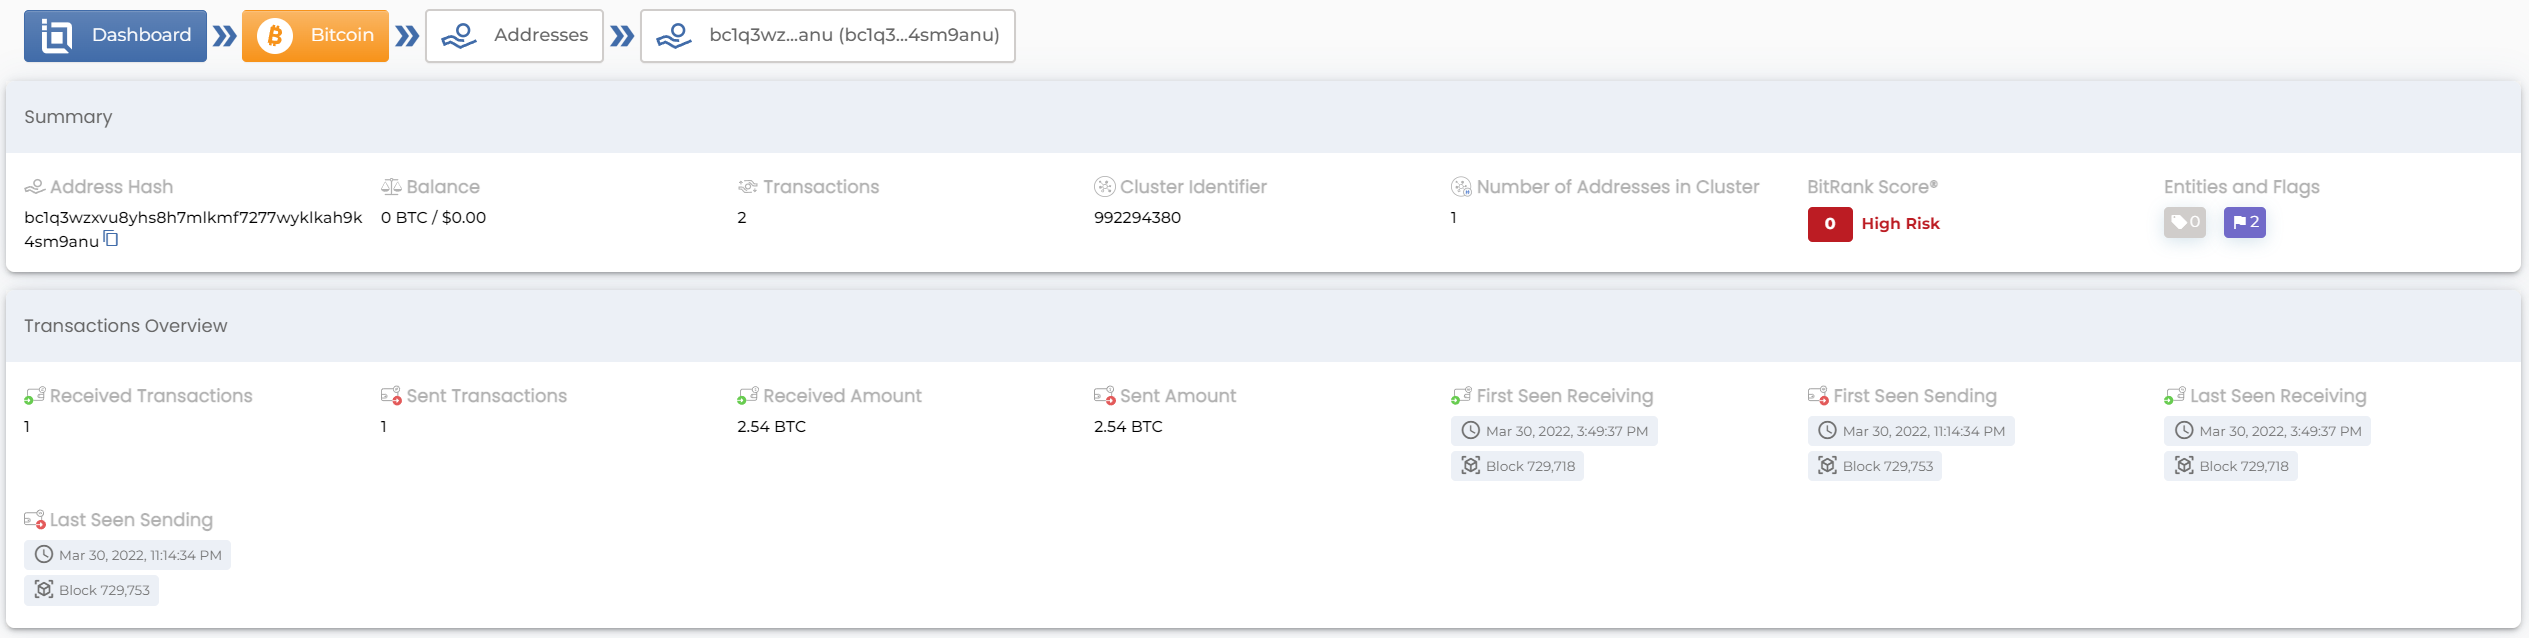 Dashboard
Bitcoin
Addresses
bc1q3wz...anu (bc1q3...4sm9anu)
Summary
Address Hash
bc1q3wzxvu8yhs8h7mlkmf7277wyklkah9k
4sm9anu
Balance
0 BTC / $0.00
Transactions
2
Cluster Identifier
992294380
Number of Addresses in Cluster
1
BitRank Score®
0 High Risk
Entities and Flags
0 2
Transactions Overview
Received Transactions
1
Sent Transactions
1
Received Amount
2.54 BTC
Sent Amount
2.54 BTC
First Seen Receiving
Mar 30, 2022, 3:49:37 PM
Block 729,718
First Seen Sending
Mar 30, 2022, 11:14:34 PM
Block 729,753
Last Seen Receiving
Mar 30, 2022, 3:49:37 PM
Block 729,718
Last Seen Sending
Mar 30, 2022, 11:14:34 PM
Block 729,753